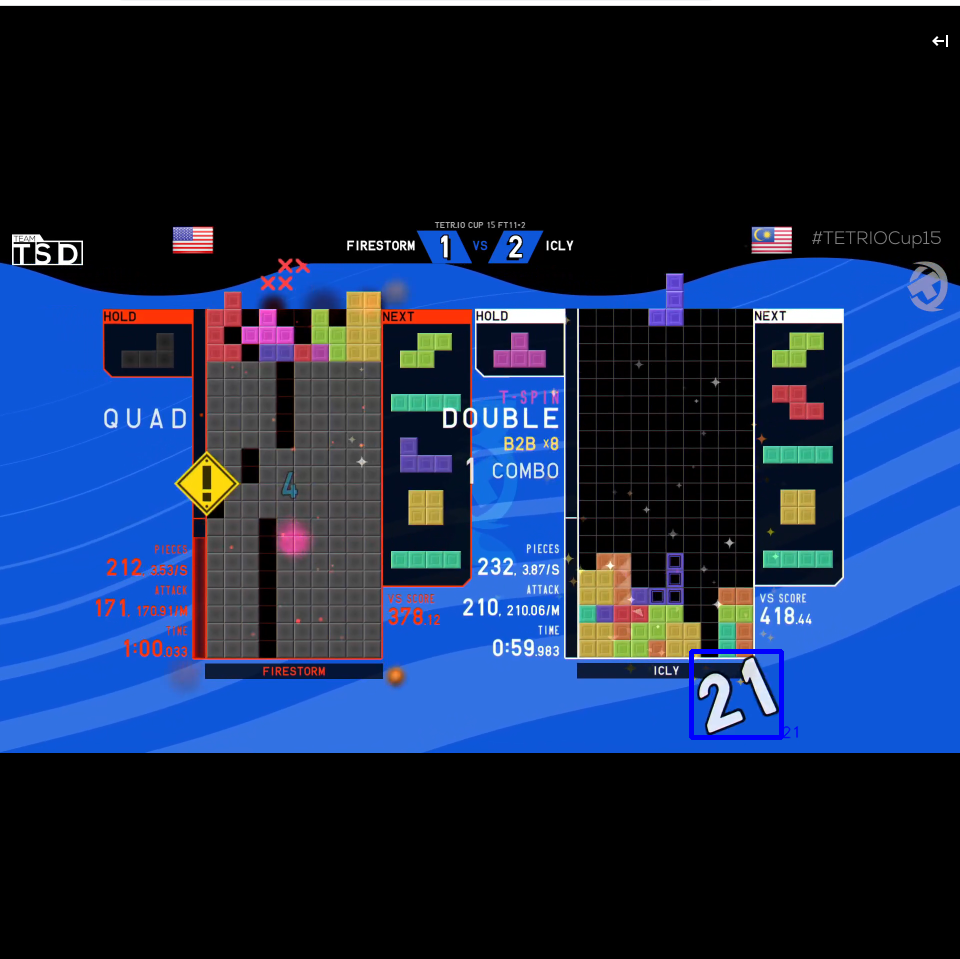 TETR.IO CUP 15 FT11-2
TEAM
TSD
FIRESTORM 1 VS 2 ICLY
#TETRIOCup15
HOLD
NEXT
HOLD
NEXT
QUAD
T-SPIN
DOUBLE
B2B ×8
1 COMBO
4
!
PIECES
212, 3.53/S
ATTACK
171, 170.91/M
TIME
1:00.033
VS SCORE
378.12
PIECES
232, 3.87/S
ATTACK
210, 210.06/M
TIME
0:59.983
VS SCORE
418.44
FIRESTORM
ICLY
21
21